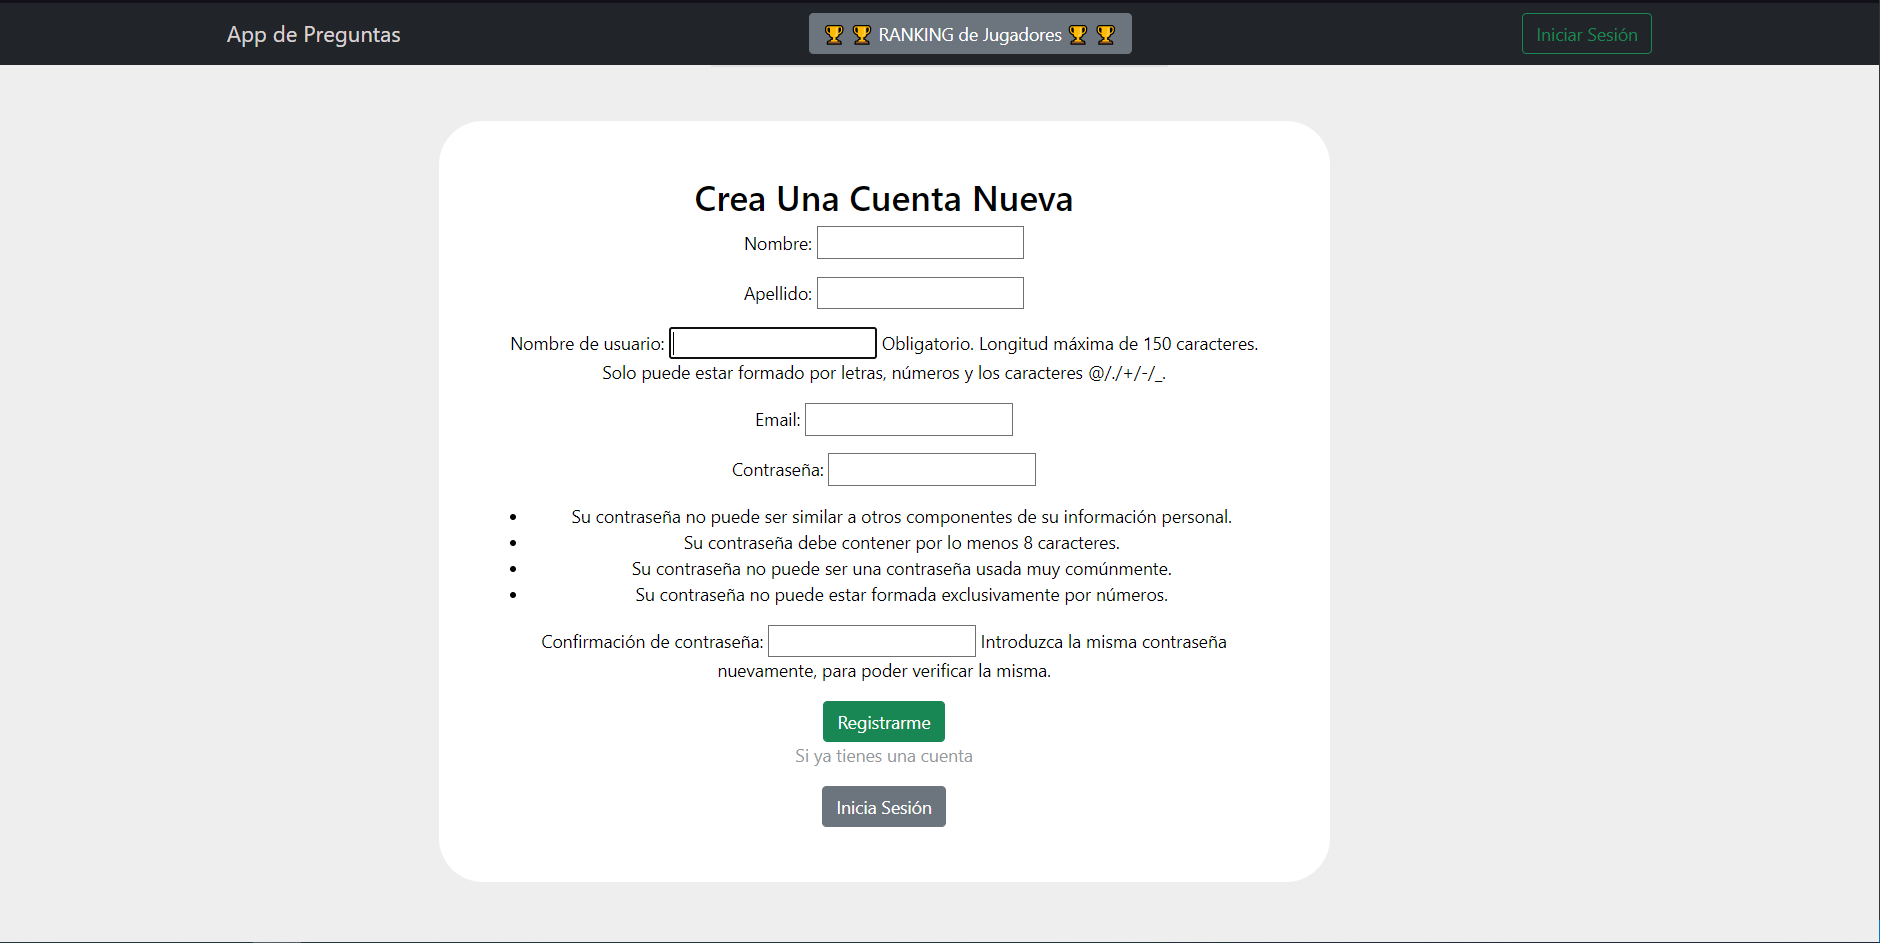 App de Preguntas
🏆 🏆 RANKING de Jugadores 🏆 🏆
Iniciar Sesión
Crea Una Cuenta Nueva
Nombre:
Apellido:
Nombre de usuario: Obligatorio. Longitud máxima de 150 caracteres.
Solo puede estar formado por letras, números y los caracteres @/./+/-/_.
Email:
Contraseña:
• Su contraseña no puede ser similar a otros componentes de su información personal.
• Su contraseña debe contener por lo menos 8 caracteres.
• Su contraseña no puede ser una contraseña usada muy comúnmente.
• Su contraseña no puede estar formada exclusivamente por números.
Confirmación de contraseña: Introduzca la misma contraseña
nuevamente, para poder verificar la misma.
Registrarme
Si ya tienes una cuenta
Inicia Sesión